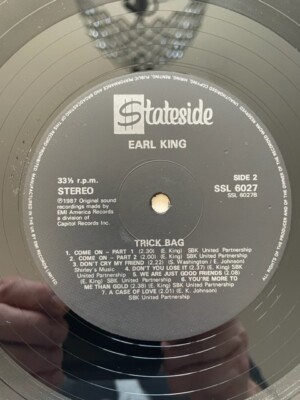 $tateside
EARL KING
33⅓ r.p.m.
STEREO
℗1987 Original
sound recordings
made by
EMI America Records a
division of
Capitol Records Inc.
SIDE 2
SSL 6027
SSL 6027B
TRICK BAG
1. COME ON - PART 1 (2.30) (E. King) SBK United Partnership
2. COME ON - PART 2 (2.00) (E. King) SBK United Partnership
3. DON'T CRY MY FRIEND (2.22) (S. Washington / E. Johnson)
Shirley's Music 4. DON'T YOU LOSE IT (2.37) (E. King) SBK
United Partnership 5. WE ARE JUST GOOD FRIENDS (2.08)
(E. King) SBK United Partnership 6. YOU'RE MORE TO
ME THAN GOLD (2.38) (E. King) SBK United Partnership
7. A CASE OF LOVE (2.01) (E. K. Johnson)
SBK United Partnership